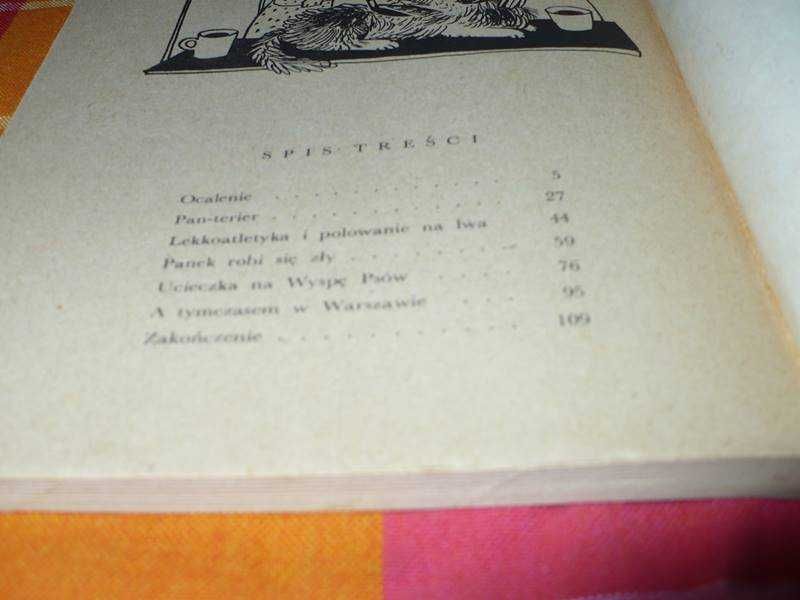 SPIS TREŚCI
Ocalenie . . . . . . . . . . . 5
Pan-terier . . . . . . . . . . . 27
Lekkoatletyka i polowanie na lwa 44
Panek robi się zły . . . . . . . . 59
Ucieczka na Wyspę Psów . . . . 76
A tymczasem w Warszawie . . . 95
Zakończenie . . . . . . . . . . 109